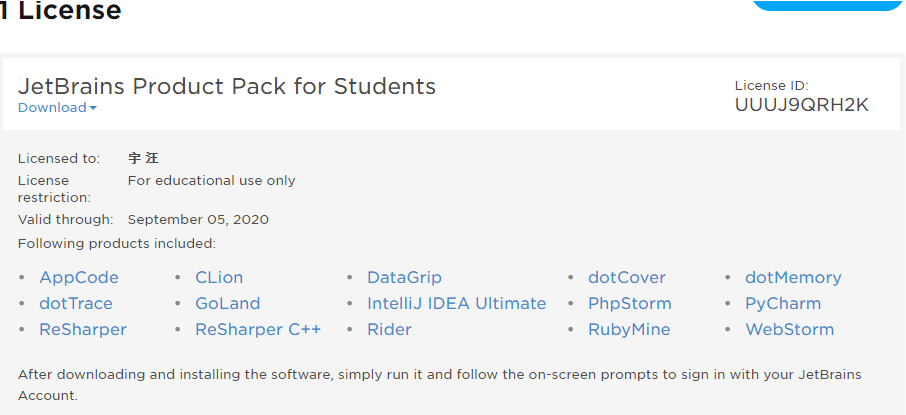 1 License
JetBrains Product Pack for Students
Download
License ID:
UUUJ9QRH2K
Licensed to: 宇 汪
License restriction: For educational use only
Valid through: September 05, 2020
Following products included:
• AppCode • CLion • DataGrip • dotCover • dotMemory
• dotTrace • GoLand • IntelliJ IDEA Ultimate • PhpStorm • PyCharm
• ReSharper • ReSharper C++ • Rider • RubyMine • WebStorm
After downloading and installing the software, simply run it and follow the on-screen prompts to sign in with your JetBrains
Account.